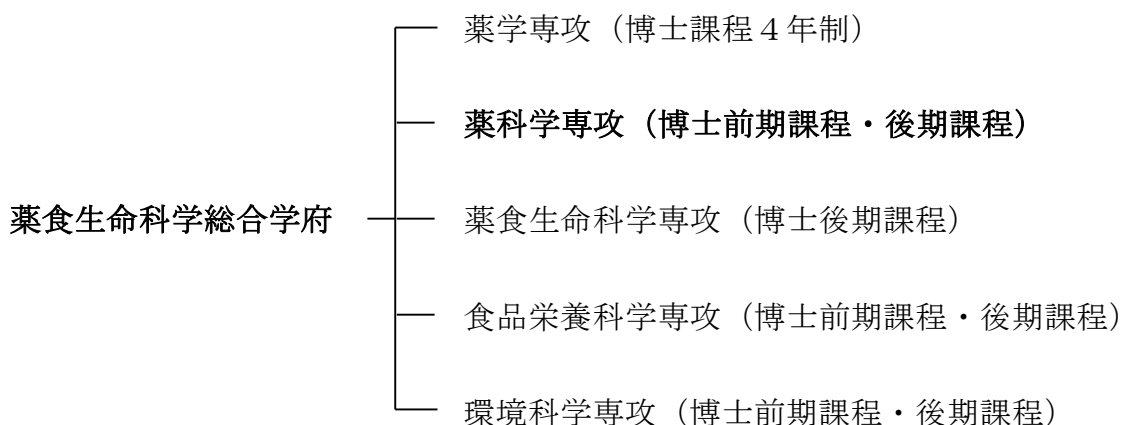 薬学専攻（博士課程４年制）
薬科学専攻（博士前期課程・後期課程）
薬食生命科学総合学府
薬食生命科学専攻（博士後期課程）
食品栄養科学専攻（博士前期課程・後期課程）
環境科学専攻（博士前期課程・後期課程）